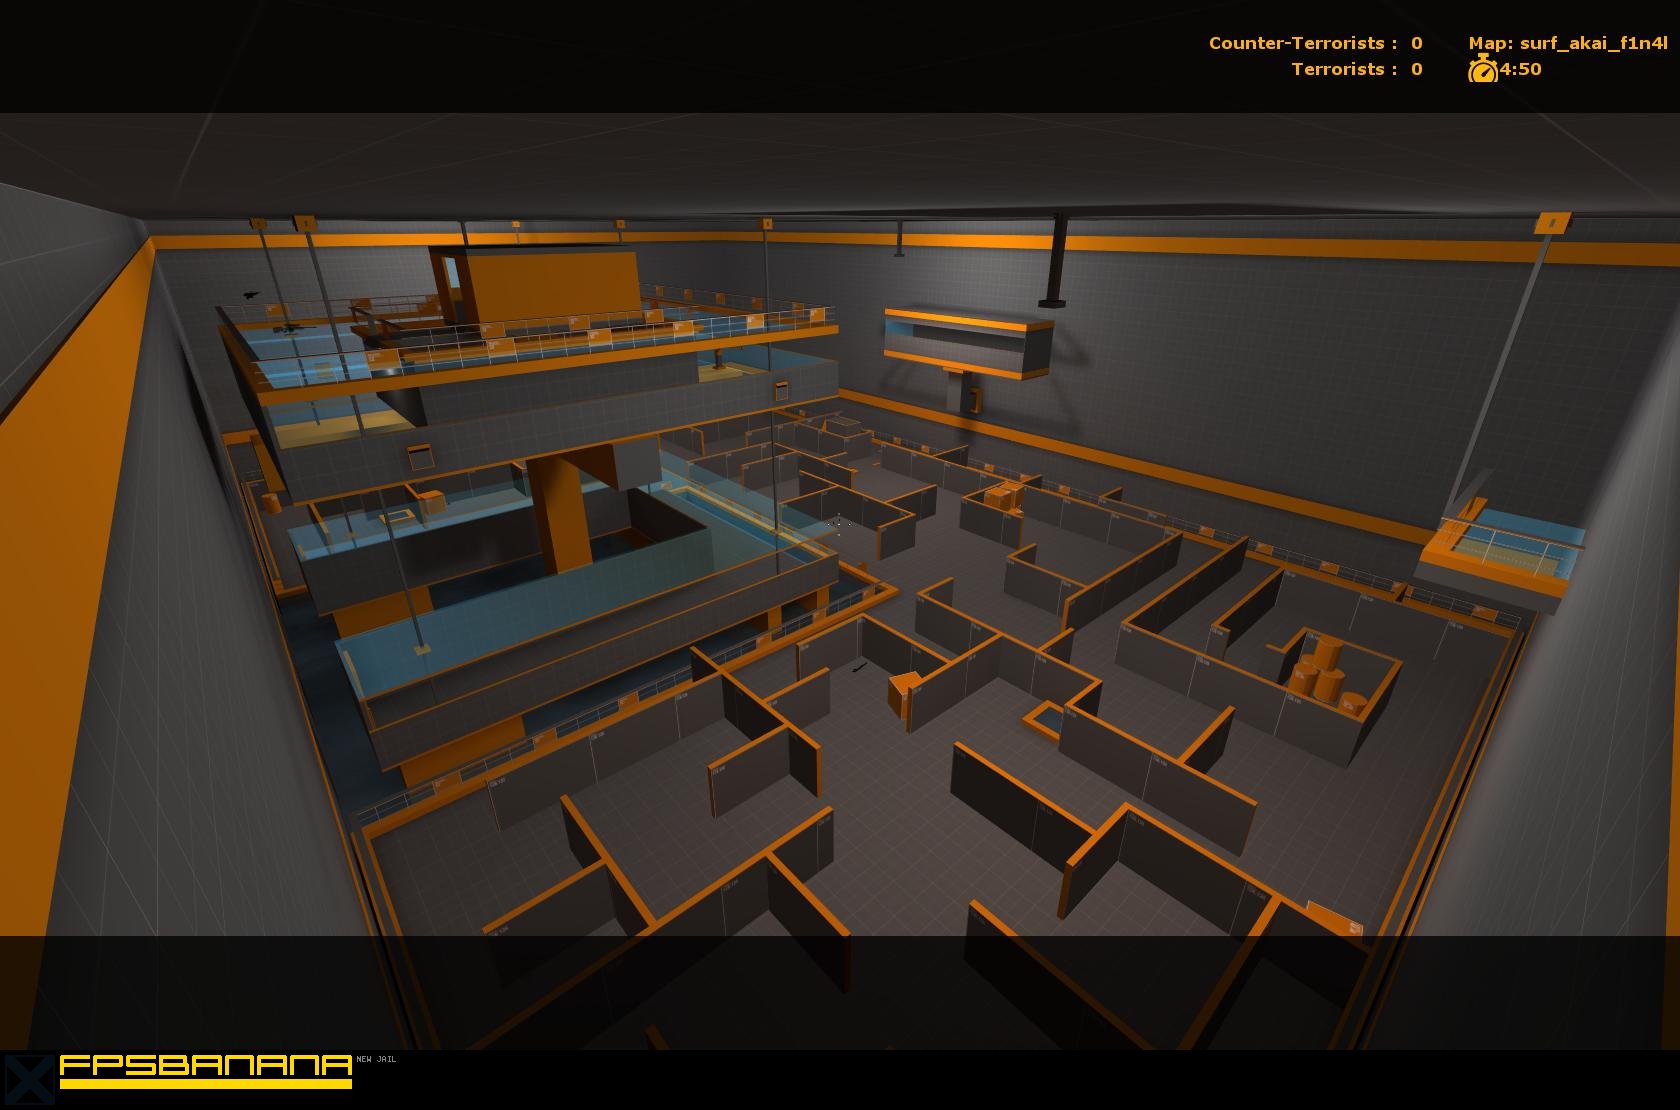 Counter-Terrorists : 0 Map: surf_akai_f1n4l
Terrorists : 0 4:50
FPSBANANA NEW JAIL